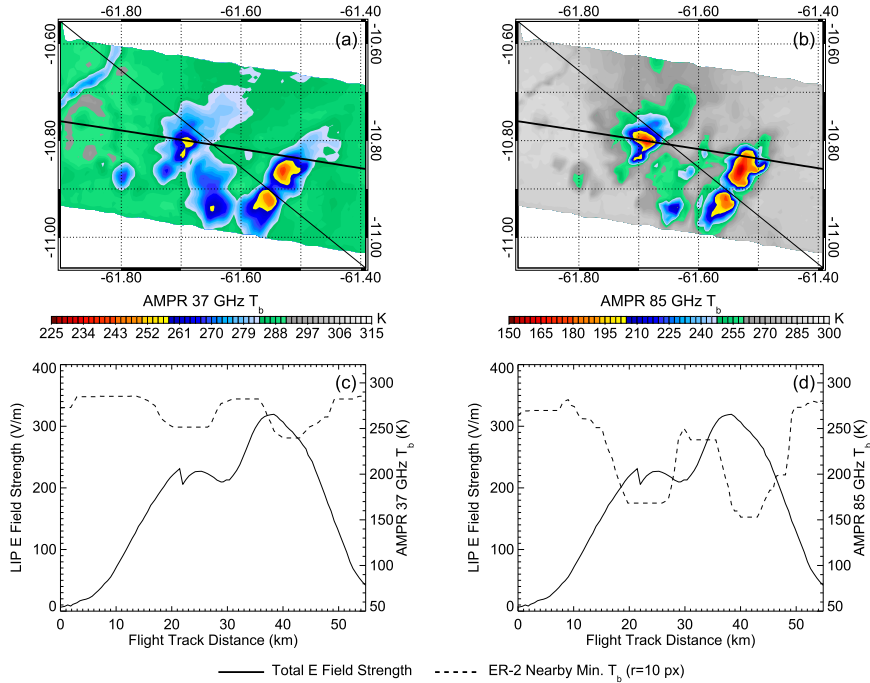 -61.80 -61.60 -61.40
-61.80 -61.60 -61.40
(a)
(b)
-10.60
-10.80
-11.00
-10.60
-10.80
-11.00
-10.60
-10.80
-11.00
-10.60
-10.80
-11.00
-61.80 -61.60 -61.40
-61.80 -61.60 -61.40
AMPR 37 GHz Tb
AMPR 85 GHz Tb
K
K
225 234 243 252 261 270 279 288 297 306 315
150 165 180 195 210 225 240 255 270 285 300
(c)
(d)
LIP E Field Strength (V/m)
400
300
200
100
0
300
250
200
150
100
50
AMPR 37 GHz Tb (K)
LIP E Field Strength (V/m)
400
300
200
100
0
300
250
200
150
100
50
AMPR 85 GHz Tb (K)
0 10 20 30 40 50
0 10 20 30 40 50
Flight Track Distance (km)
Flight Track Distance (km)
Total E Field Strength
ER-2 Nearby Min. Tb (r=10 px)